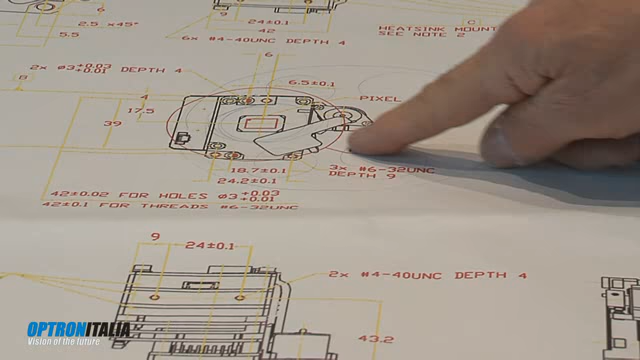 2.5 x45°
5.5
24±0.1
42
6x #4-40UNC DEPTH 5
HEATSINK MOUNT
SEE NOTE 2
C
6
2x ø3+0.03
+0.01 DEPTH 4
6.5±0.1
B
4
PIXEL
17.5
39
18.7±0.1
24.2±0.1
3x #6-32UNC
DEPTH 9
42±0.02 FOR HOLES ø3+0.03
+0.01
42±0.1 FOR THREADS #6-32UNC
9
24±0.1
2x #4-40UNC DEPTH 4
43.2
OPTRONITALIA
Vision of the future